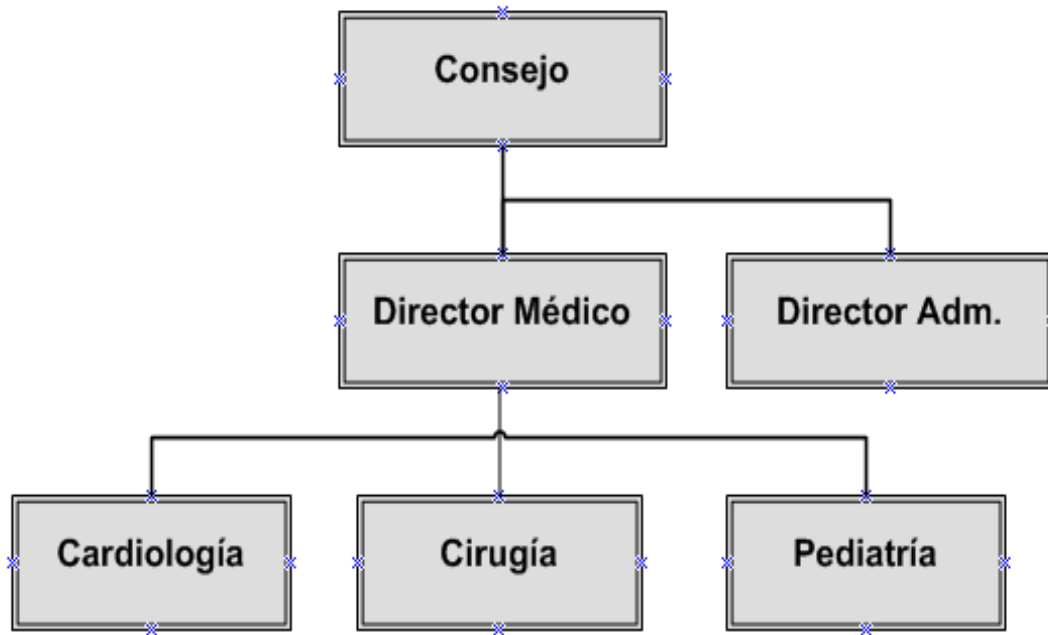 Consejo
Director Médico
Director Adm.
Cardiología
Cirugía
Pediatría